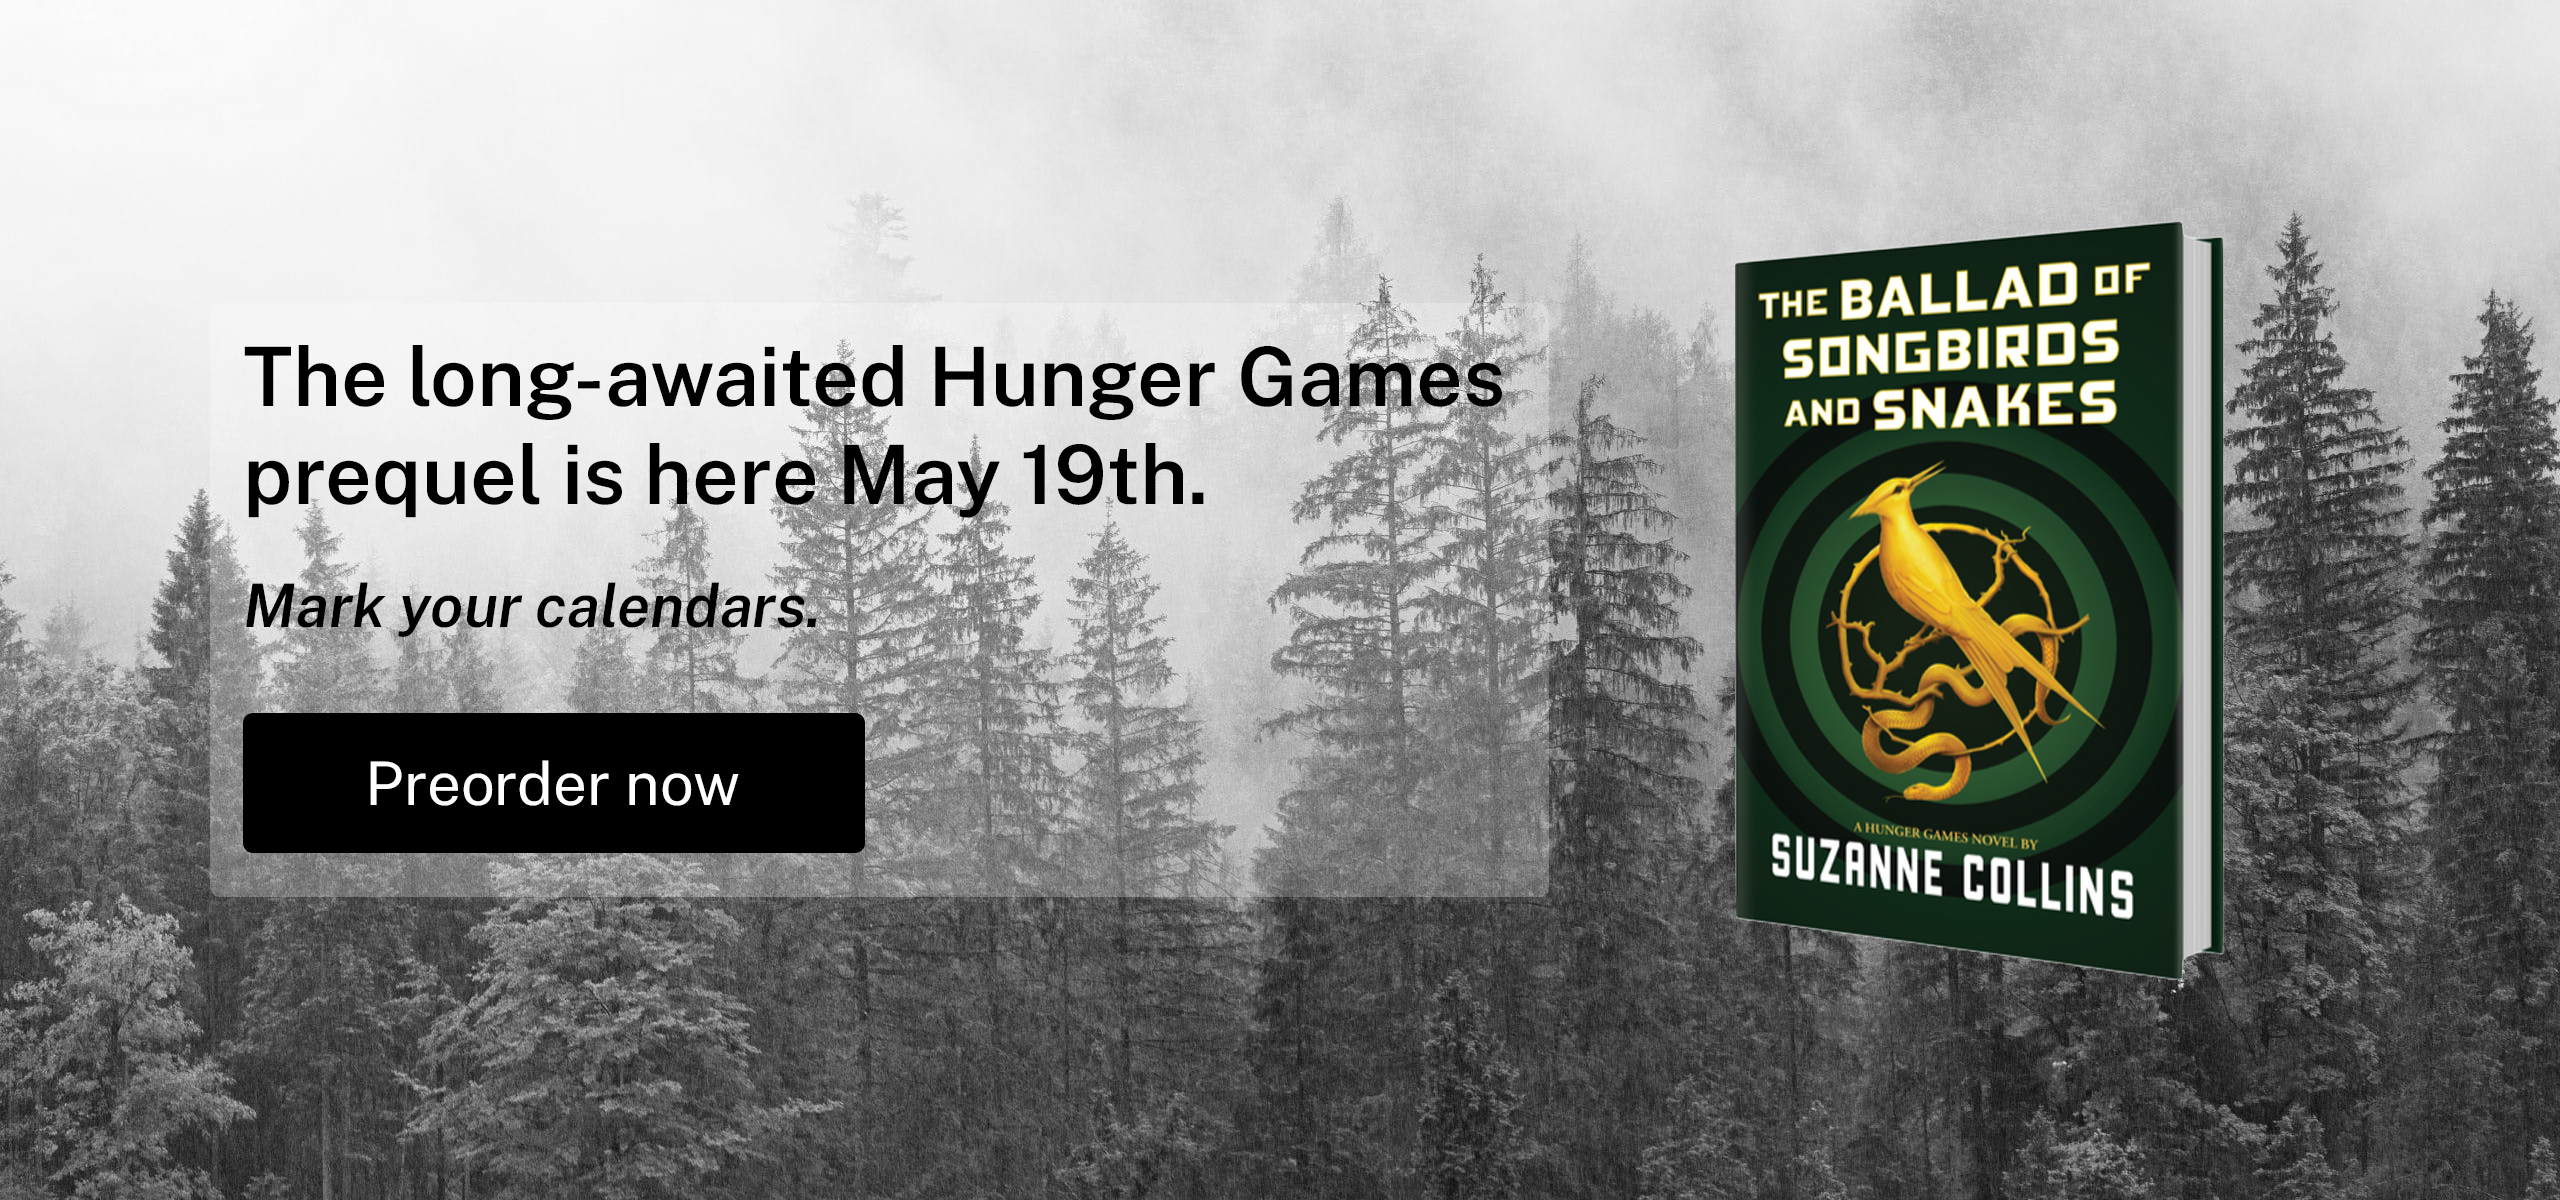 The long-awaited Hunger Games
prequel is here May 19th.
Mark your calendars.
Preorder now
THE BALLAD OF
SONGBIRDS
AND SNAKES
A HUNGER GAMES NOVEL BY
SUZANNE COLLINS